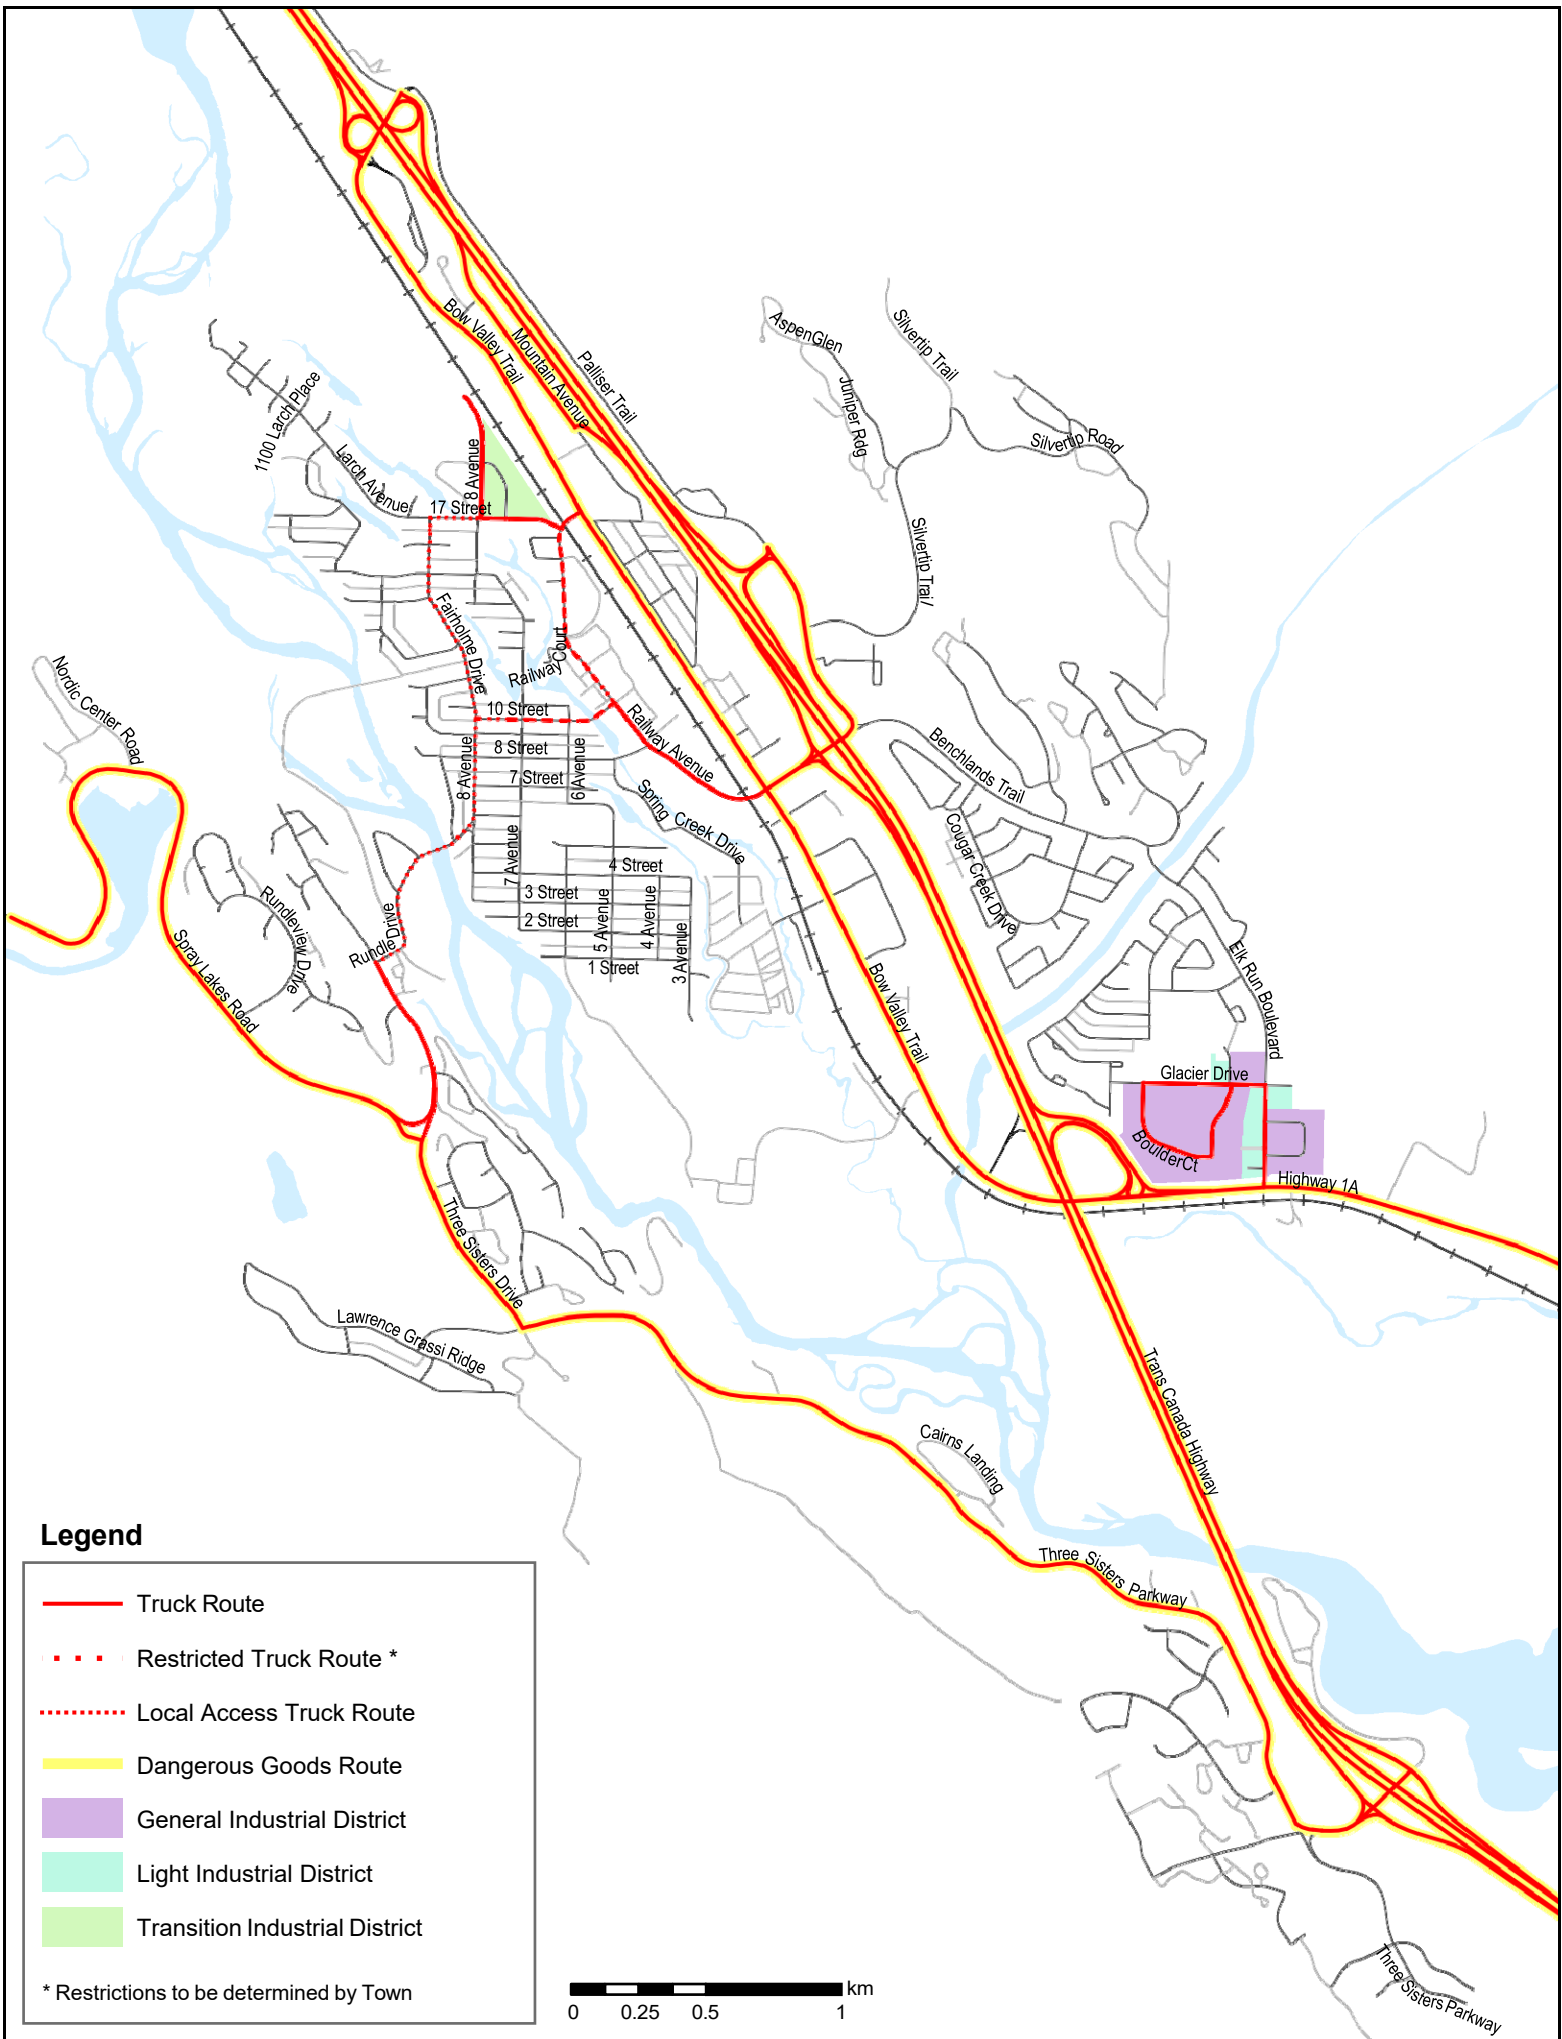 Bow Valley Trail
Mountain Avenue
Palliser Trail
AspenGlen
Silvertip Trail
Juniper Rdg
Silvertip Road
1100 Larch Place
Larch Avenue
8 Avenue
17 Street
Silvertip Trail
Fairholme Drive
Railway Court
Nordic Center Road
10 Street
Railway Avenue
8 Street
8 Avenue
6 Avenue
7 Street
Benchlands Trail
Spring Creek Drive
Cougar Creek Drive
7 Avenue
4 Street
3 Street
2 Street
5 Avenue
4 Avenue
3 Avenue
1 Street
Rundleview Drive
Rundle Drive
Spray Lakes Road
Bow Valley Trail
Elk Run Boulevard
Glacier Drive
BoulderCt
Highway 1A
Three Sisters Drive
Lawrence Grassi Ridge
Trans Canada Highway
Cairns Landing
Three Sisters Parkway
Three Sisters Parkway
Legend
Truck Route
Restricted Truck Route *
Local Access Truck Route
Dangerous Goods Route
General Industrial District
Light Industrial District
Transition Industrial District
* Restrictions to be determined by Town
km
0 0.25 0.5 1